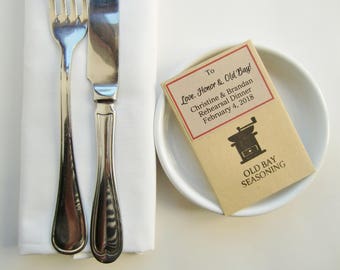 To
Love, Honor & Old Bay!
Christine & Brandan
Rehearsal Dinner
February 4, 2018
OLD BAY
SEASONING